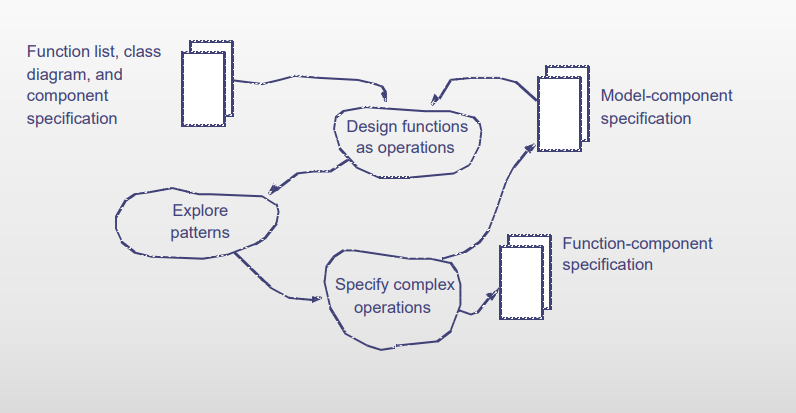 Function list, class
diagram, and
component
specification
Model-component
specification
Design functions
as operations
Explore
patterns
Function-component
specification
Specify complex
operations